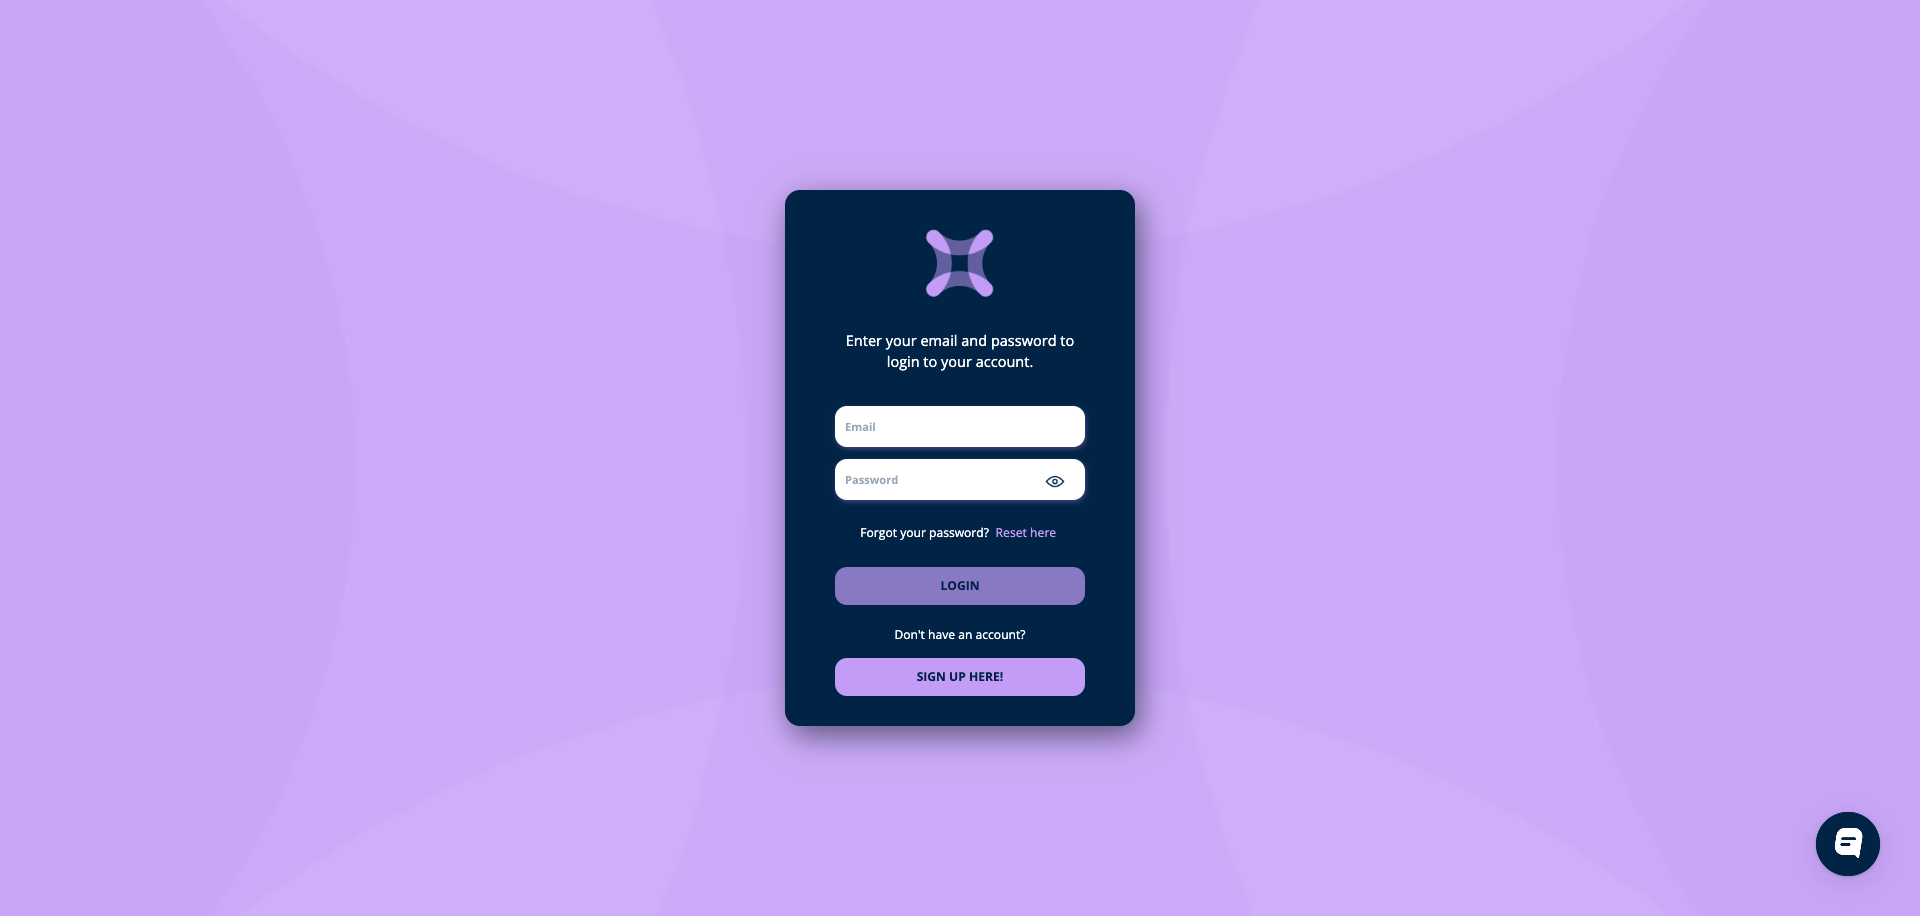 Enter your email and password to
login to your account.
Email
Password
Forgot your password? Reset here
LOGIN
Don't have an account?
SIGN UP HERE!